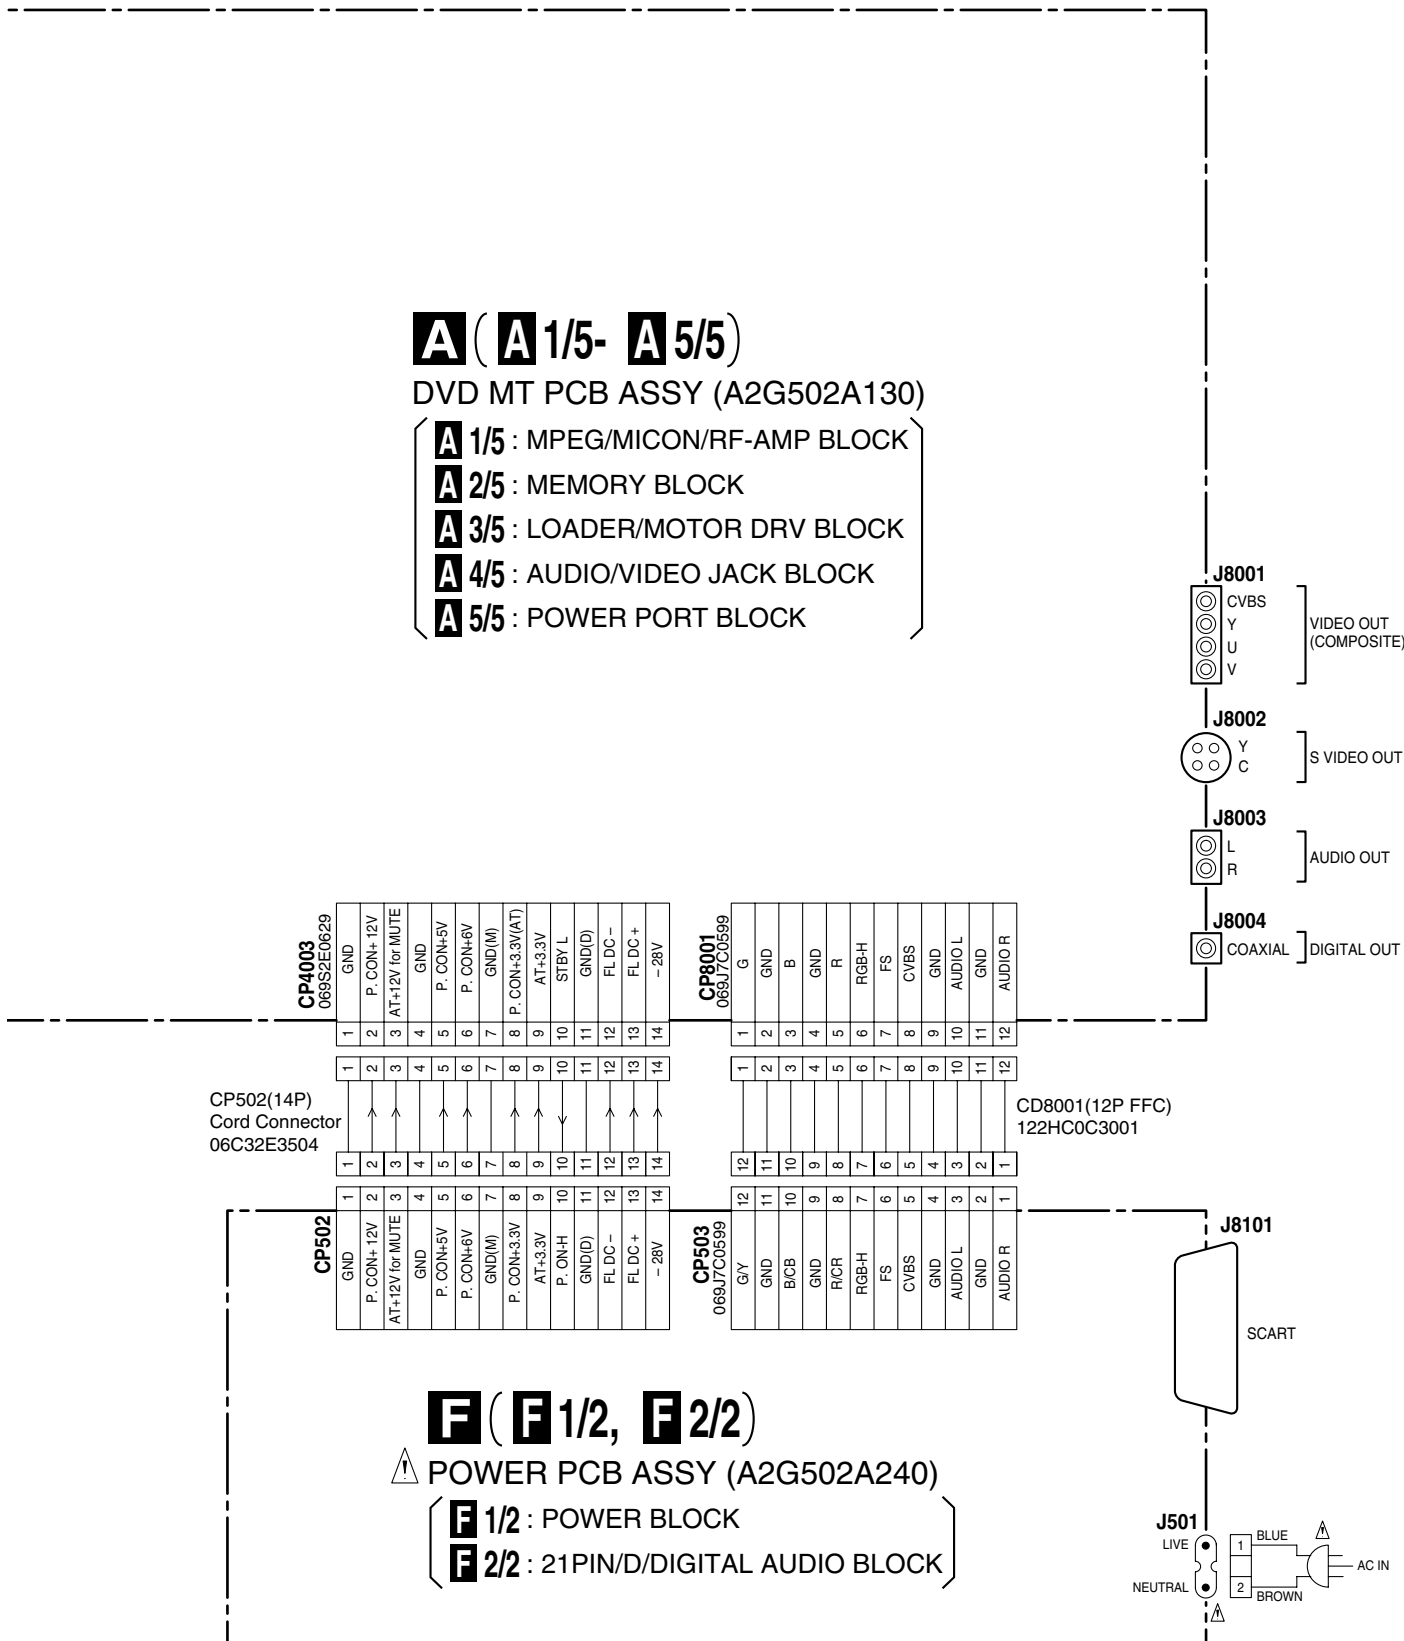 A ( A 1/5- A 5/5)
DVD MT PCB ASSY (A2G502A130)
A 1/5 : MPEG/MICON/RF-AMP BLOCK
A 2/5 : MEMORY BLOCK
A 3/5 : LOADER/MOTOR DRV BLOCK
A 4/5 : AUDIO/VIDEO JACK BLOCK
A 5/5 : POWER PORT BLOCK
J8001
CVBS
Y
U
V
VIDEO OUT
(COMPOSITE)
J8002
Y
C
S VIDEO OUT
J8003
L
R
AUDIO OUT
J8004
COAXIAL
DIGITAL OUT
CP4003
069S2E0629
GND
P. CON+ 12V
AT+12V for MUTE
GND
P. CON+5V
P. CON+6V
GND(M)
P. CON+3.3V(AT)
AT+3.3V
STBY L
GND(D)
FL DC –
FL DC +
– 28V
1 2 3 4 5 6 7 8 9 10 11 12 13 14
1 2 3 4 5 6 7 8 9 10 11 12 13 14
CP8001
069J7C0599
G
GND
B
GND
R
RGB-H
FS
CVBS
GND
AUDIO L
GND
AUDIO R
1 2 3 4 5 6 7 8 9 10 11 12
1 2 3 4 5 6 7 8 9 10 11 12
CP502(14P)
Cord Connector
06C32E3504
CD8001(12P FFC)
122HC0C3001
1 2 3 4 5 6 7 8 9 10 11 12 13 14
1 2 3 4 5 6 7 8 9 10 11 12 13 14
CP502
GND
P. CON+ 12V
AT+12V for MUTE
GND
P. CON+5V
P. CON+6V
GND(M)
P. CON+3.3V
AT+3.3V
P. ON-H
GND(D)
FL DC –
FL DC +
– 28V
12 11 10 9 8 7 6 5 4 3 2 1
12 11 10 9 8 7 6 5 4 3 2 1
CP503
069J7C0599
G/Y
GND
B/CB
GND
R/CR
RGB-H
FS
CVBS
GND
AUDIO L
GND
AUDIO R
J8101
SCART
F ( F 1/2, F 2/2)
! POWER PCB ASSY (A2G502A240)
F 1/2 : POWER BLOCK
F 2/2 : 21PIN/D/DIGITAL AUDIO BLOCK
J501
LIVE
NEUTRAL
!
1
2
BLUE
BROWN
!
AC IN